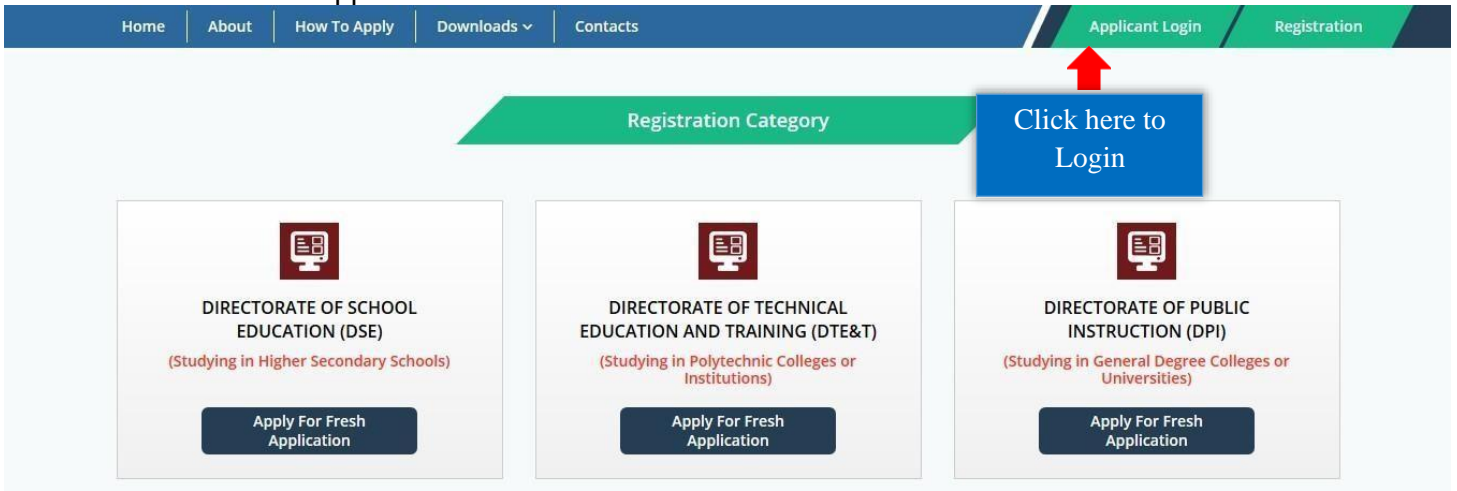 Home About How To Apply Downloads Contacts Applicant Login Registration
Registration Category
Click here to
Login
DIRECTORATE OF SCHOOL
EDUCATION (DSE)
(Studying in Higher Secondary Schools)
Apply For Fresh
Application
DIRECTORATE OF TECHNICAL
EDUCATION AND TRAINING (DTE&T)
(Studying in Polytechnic Colleges or
Institutions)
Apply For Fresh
Application
DIRECTORATE OF PUBLIC
INSTRUCTION (DPI)
(Studying in General Degree Colleges or
Universities)
Apply For Fresh
Application